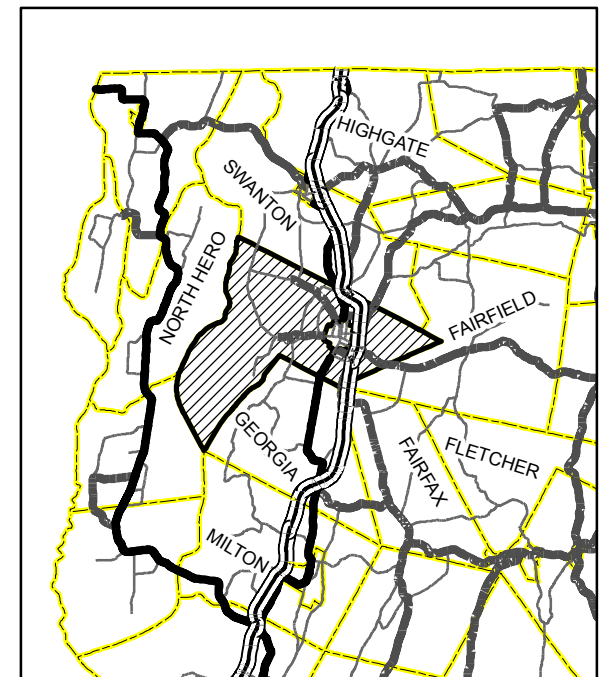 HIGHGATE
SWANTON
NORTH HERO
FAIRFIELD
GEORGIA
FAIRFAX
FLETCHER
MILTON